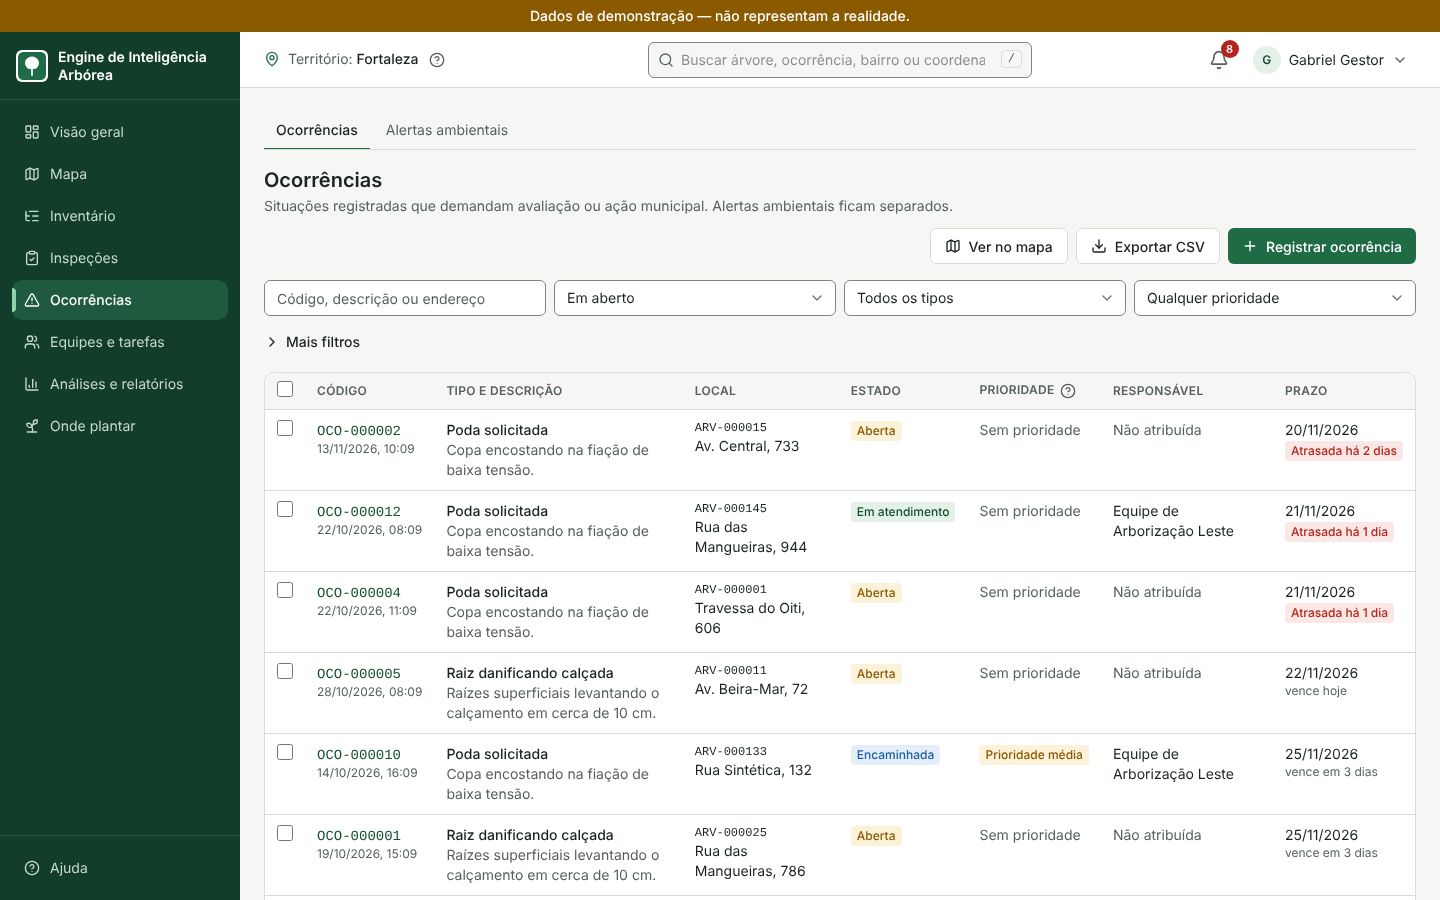 Dados de demonstração — não representam a realidade.
Engine de Inteligência
Arbórea
Território: Fortaleza
Buscar árvore, ocorrência, bairro ou coordena
/
8
G
Gabriel Gestor
Visão geral
Mapa
Inventário
Inspeções
Ocorrências
Equipes e tarefas
Análises e relatórios
Onde plantar
Ajuda
Ocorrências
Alertas ambientais
Ocorrências
Situações registradas que demandam avaliação ou ação municipal. Alertas ambientais ficam separados.
Ver no mapa
Exportar CSV
Registrar ocorrência
Código, descrição ou endereço
Em aberto
Todos os tipos
Qualquer prioridade
Mais filtros
CÓDIGO TIPO E DESCRIÇÃO LOCAL ESTADO PRIORIDADE RESPONSÁVEL PRAZO
OCO-000002
13/11/2026, 10:09
Poda solicitada
Copa encostando na fiação de
baixa tensão.
ARV-000015
Av. Central, 733
Aberta
Sem prioridade
Não atribuída
20/11/2026
Atrasada há 2 dias
OCO-000012
22/10/2026, 08:09
Poda solicitada
Copa encostando na fiação de
baixa tensão.
ARV-000145
Rua das
Mangueiras, 944
Em atendimento
Sem prioridade
Equipe de
Arborização Leste
21/11/2026
Atrasada há 1 dia
OCO-000004
22/10/2026, 11:09
Poda solicitada
Copa encostando na fiação de
baixa tensão.
ARV-000001
Travessa do Oiti,
606
Aberta
Sem prioridade
Não atribuída
21/11/2026
Atrasada há 1 dia
OCO-000005
28/10/2026, 08:09
Raiz danificando calçada
Raízes superficiais levantando o
calçamento em cerca de 10 cm.
ARV-000011
Av. Beira-Mar, 72
Aberta
Sem prioridade
Não atribuída
22/11/2026
vence hoje
OCO-000010
14/10/2026, 16:09
Poda solicitada
Copa encostando na fiação de
baixa tensão.
ARV-000133
Rua Sintética, 132
Encaminhada
Prioridade média
Equipe de
Arborização Leste
25/11/2026
vence em 3 dias
OCO-000001
19/10/2026, 15:09
Raiz danificando calçada
Raízes superficiais levantando o
calçamento em cerca de 10 cm.
ARV-000025
Rua das
Mangueiras, 786
Aberta
Sem prioridade
Não atribuída
25/11/2026
vence em 3 dias